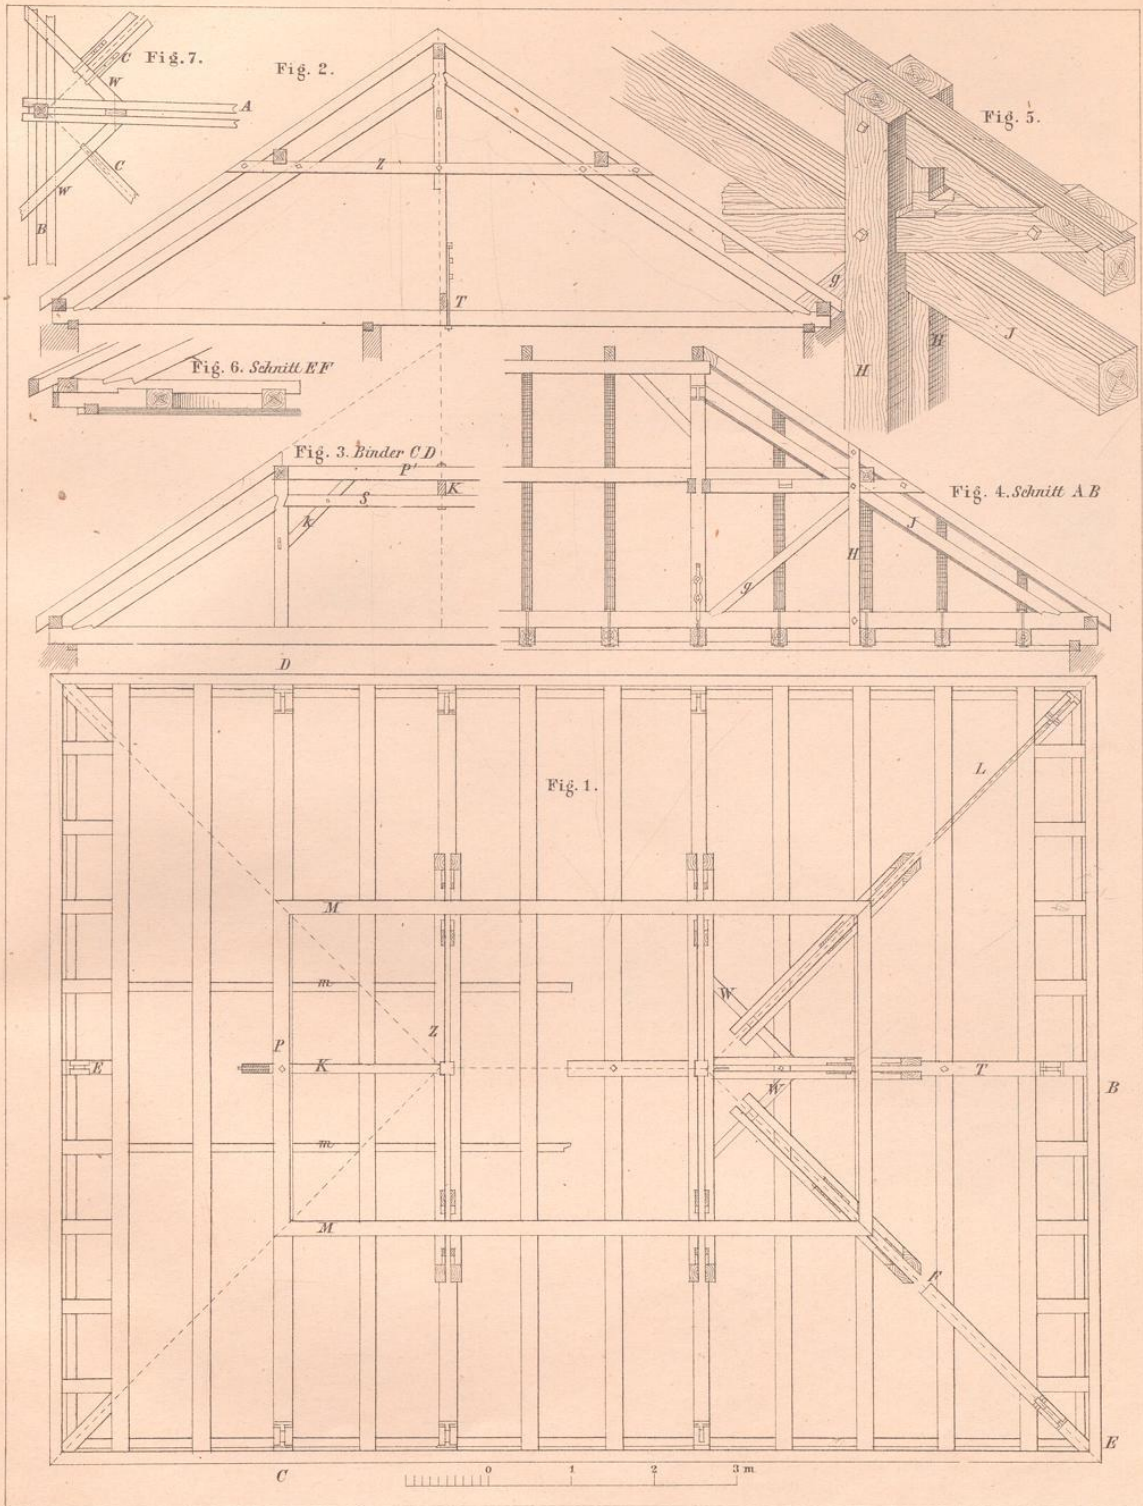 Fig. 7.
C
W
A
C
W
B
Fig. 2.
Z
T
Fig. 5.
g
J
H
H
Fig. 6. Schnitt E F
Fig. 3. Binder C D
P'
K
S
k
Fig. 4. Schnitt A B
J
H
g
D
Fig. 1.
L
M
m
W
Z
P
E
K
T
B
W
m
M
F
E
C
0 1 2 3 m